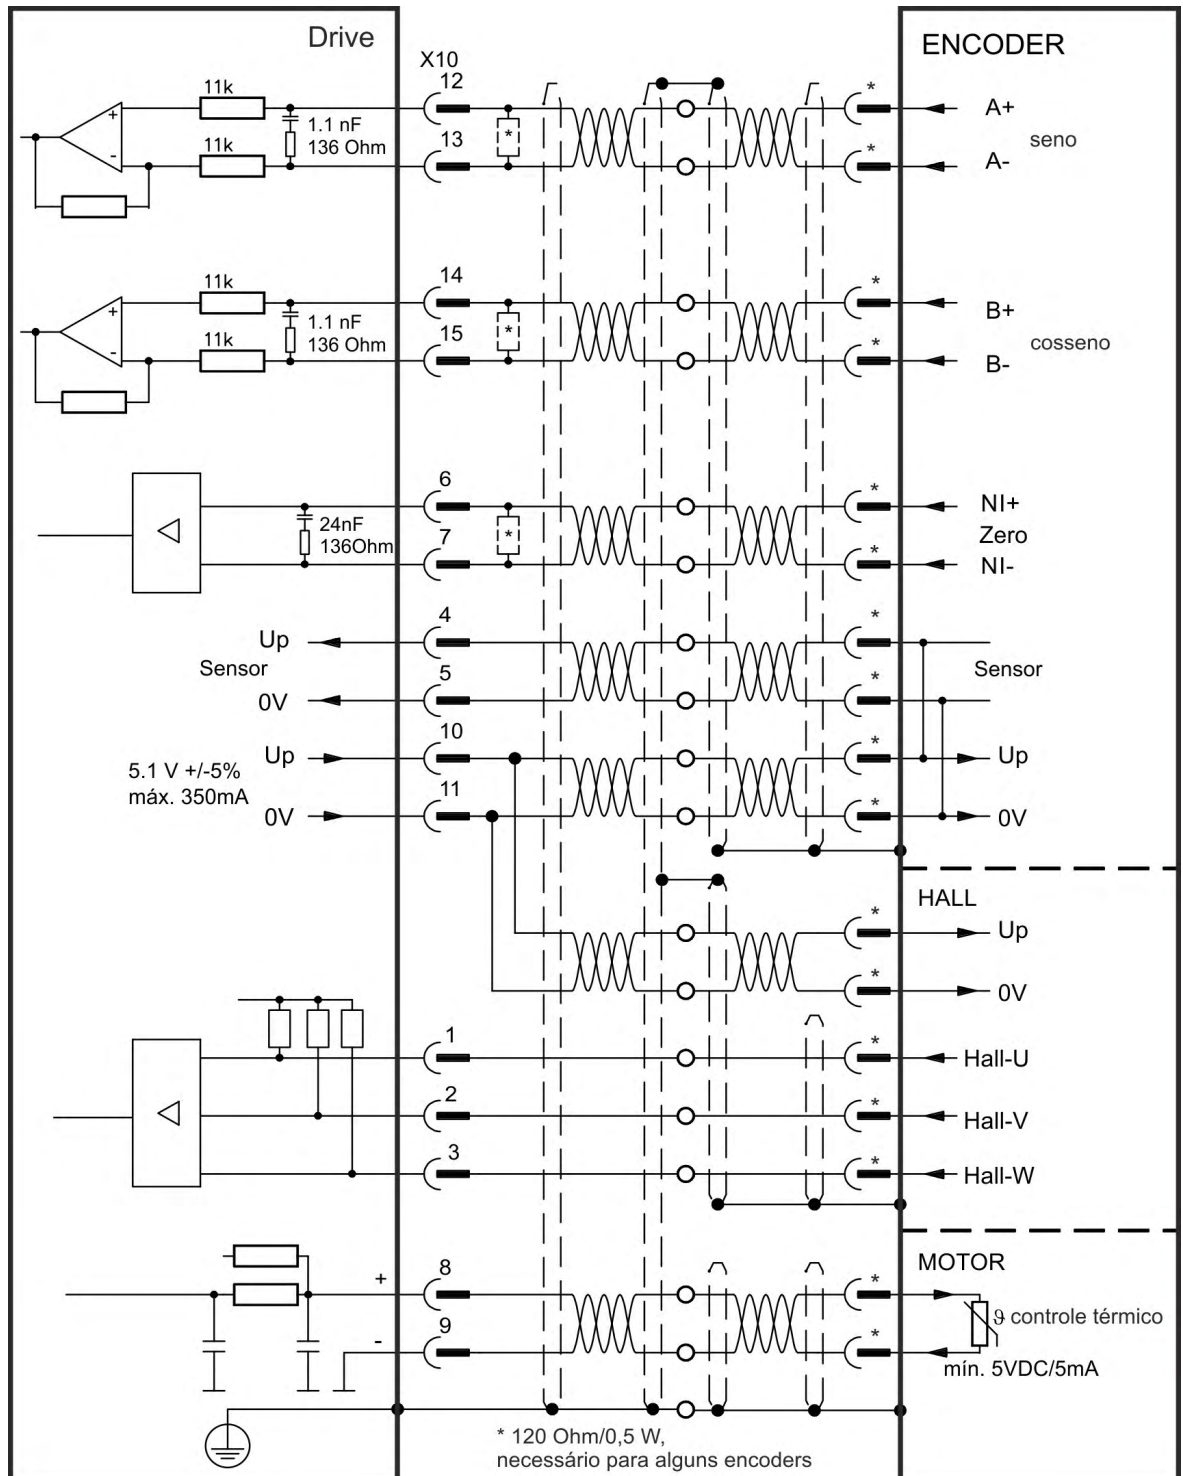 Drive
X10
ENCODER
11k
12
*
A+
1.1 nF
136 Ohm
*
seno
11k
13
*
A-
+
-
11k
14
*
B+
1.1 nF
136 Ohm
*
cosseno
11k
15
*
B-
+
-
6
*
NI+
24nF
136Ohm
*
Zero
7
*
NI-
Up
4
*
Sensor
Sensor
0V
5
*
Up
10
*
Up
5.1 V +/-5%
máx. 350mA
0V
11
*
0V
HALL
*
Up
*
0V
1
*
Hall-U
2
*
Hall-V
3
*
Hall-W
MOTOR
+
8
*
ϑ controle térmico
-
9
*
mín. 5VDC/5mA
* 120 Ohm/0,5 W,
necessário para alguns encoders